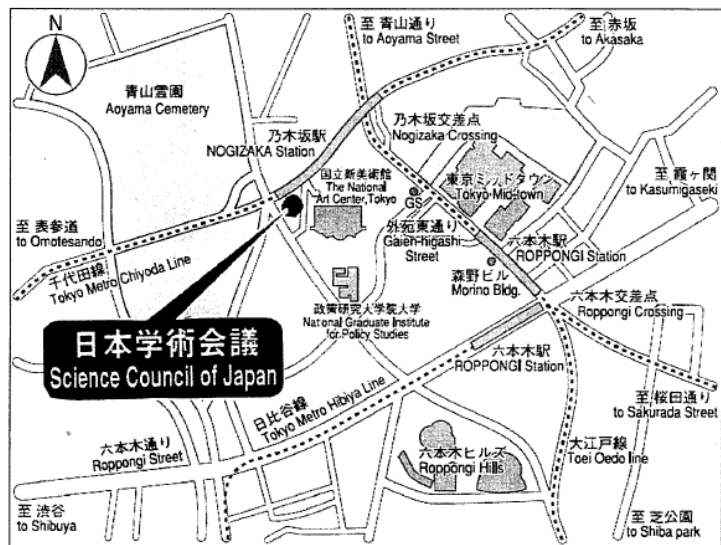 N
至 青山通り
to Aoyama Street
至 赤坂
to Akasaka
青山霊園
Aoyama Cemetery
乃木坂駅
NOGIZAKA Station
乃木坂交差点
Nogizaka Crossing
国立新美術館
The National
Art Center,Tokyo
東京ミッドタウン
Tokyo Mid-town
至 霞ヶ関
to Kasumigaseki
GS
至 表参道
to Omotesando
外苑東通り
Gaien-higashi
Street
六本木駅
ROPPONGI Station
千代田線
Tokyo Metro Chiyoda Line
森野ビル
Morino Bldg.
政策研究大学院大学
National Graduate Institute
for Policy Studies
六本木交差点
Roppongi Crossing
日本学術会議
Science Council of Japan
六本木駅
ROPPONGI Station
日比谷線
Tokyo Metro Hibiya Line
至 桜田通り
to Sakurada Street
六本木通り
Roppongi Street
六本木ヒルズ
Roppongi Hills
大江戸線
Toei Oedo line
至 渋谷
to Shibuya
至 芝公園
to Shiba park